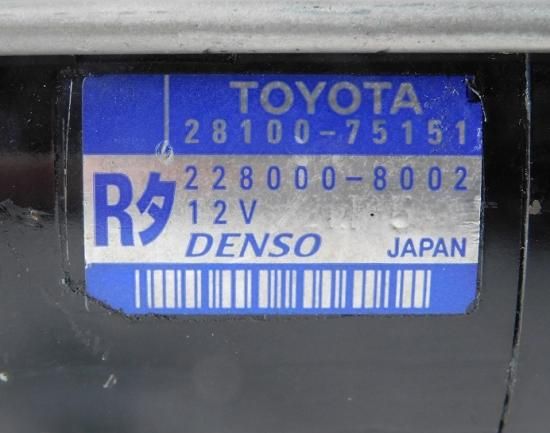 TOYOTA
28100-75151
Rタ
228000-8002
12V
DENSO
JAPAN